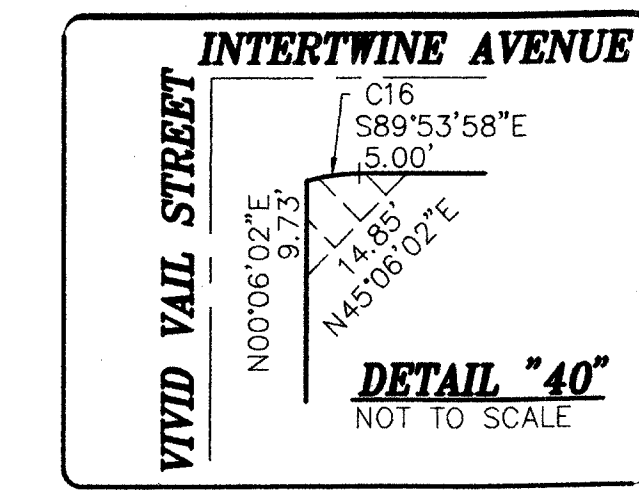 INTERTWINE AVENUE
VIVID VAIL STREET
C16
S89°53'58"E
5.00'
N00°06'02"E
9.73'
14.85'
N45°06'02"E
DETAIL "40"
NOT TO SCALE